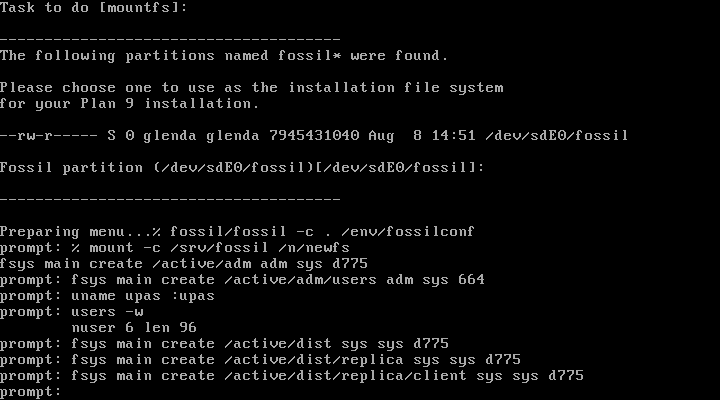 Task to do [mountfs]:
-------------------------------------
The following partitions named fossil* were found.
Please choose one to use as the installation file system
for your Plan 9 installation.
--rw-r----- S 0 glenda glenda 7945431040 Aug  8 14:51 /dev/sdE0/fossil
Fossil partition (/dev/sdE0/fossil)[/dev/sdE0/fossil]:
-------------------------------------
Preparing menu...% fossil/fossil -c . /env/fossilconf
prompt: % mount -c /srv/fossil /n/newfs
fsys main create /active/adm adm sys d775
prompt: fsys main create /active/adm/users adm sys 664
prompt: uname upas :upas
prompt: users -w
        nuser 6 len 96
prompt: fsys main create /active/dist sys sys d775
prompt: fsys main create /active/dist/replica sys sys d775
prompt: fsys main create /active/dist/replica/client sys sys d775
prompt: